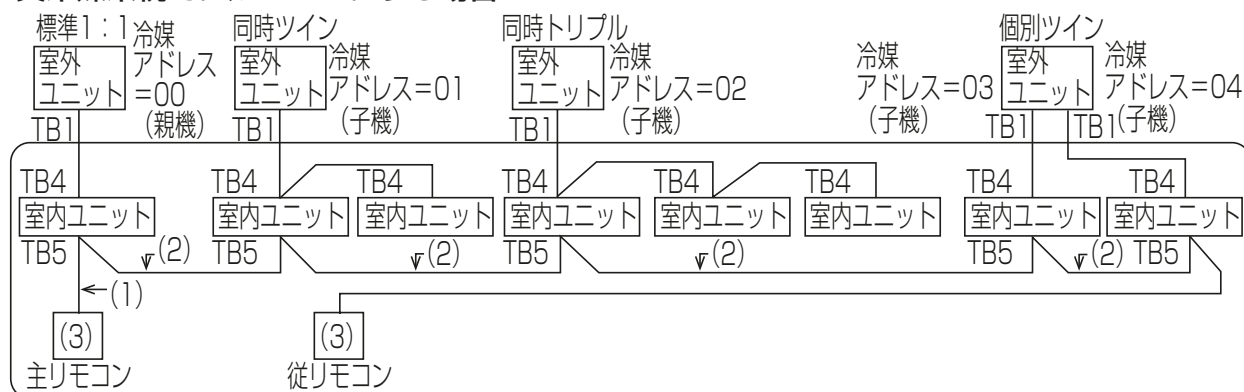 標準1:1
冷媒
アドレス
=00
(親機)
室外
ユニット
TB1
同時ツイン
冷媒
アドレス=01
(子機)
室外
ユニット
TB1
同時トリプル
冷媒
アドレス=02
(子機)
室外
ユニット
TB1
個別ツイン
冷媒
アドレス=03
(子機)
室外
ユニット
冷媒
アドレス=04
(子機)
TB1
TB1
TB4
TB4
TB4
TB4
TB4
TB4
TB4
室内ユニット
室内ユニット
室内ユニット
室内ユニット
室内ユニット
室内ユニット
室内ユニット
室内ユニット
TB5
(2)
TB5
(2)
TB5
(2)
TB5
(2)
TB5
(1)
(3)
(3)
主リモコン
従リモコン